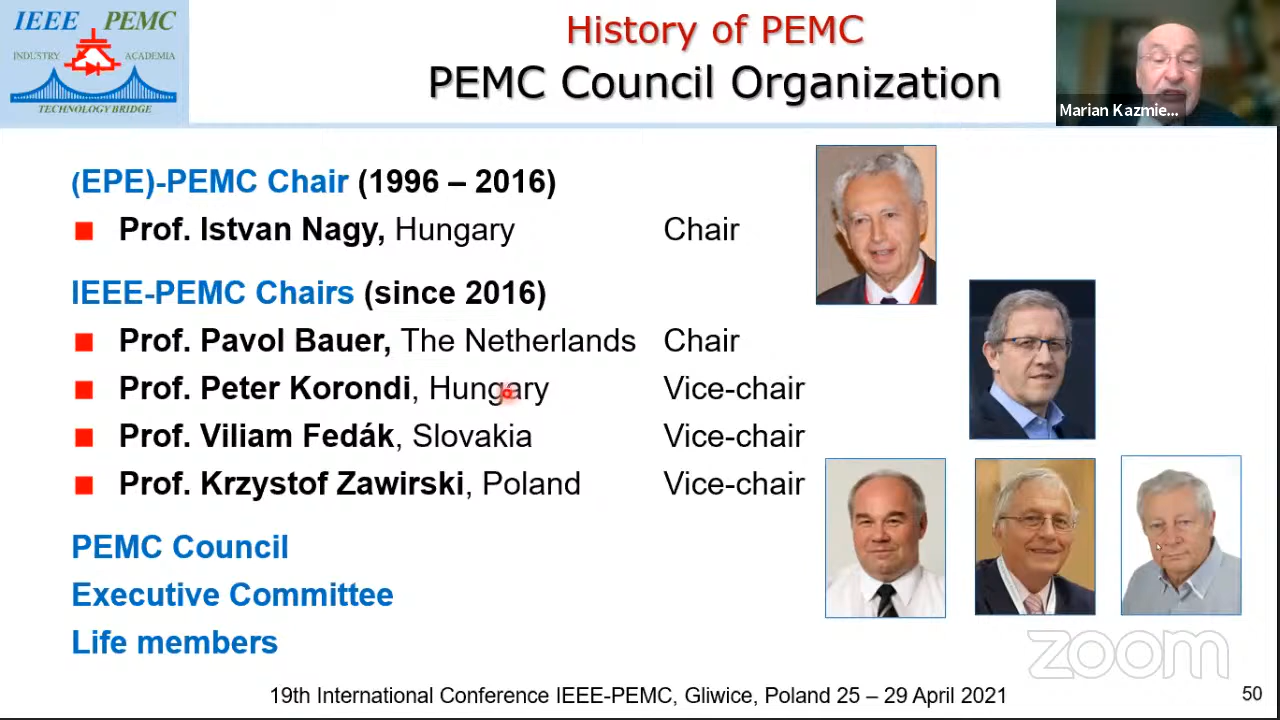 IEEE PEMC
INDUSTRY ACADEMIA
TECHNOLOGY BRIDGE
History of PEMC
PEMC Council Organization
Marian Kazmie...
(EPE)-PEMC Chair (1996 – 2016)
Prof. Istvan Nagy, Hungary Chair
IEEE-PEMC Chairs (since 2016)
Prof. Pavol Bauer, The Netherlands Chair
Prof. Peter Korondi, Hungary Vice-chair
Prof. Viliam Fedák, Slovakia Vice-chair
Prof. Krzystof Zawirski, Poland Vice-chair
PEMC Council
Executive Committee
Life members
zoom
19th International Conference IEEE-PEMC, Gliwice, Poland 25 – 29 April 2021
50